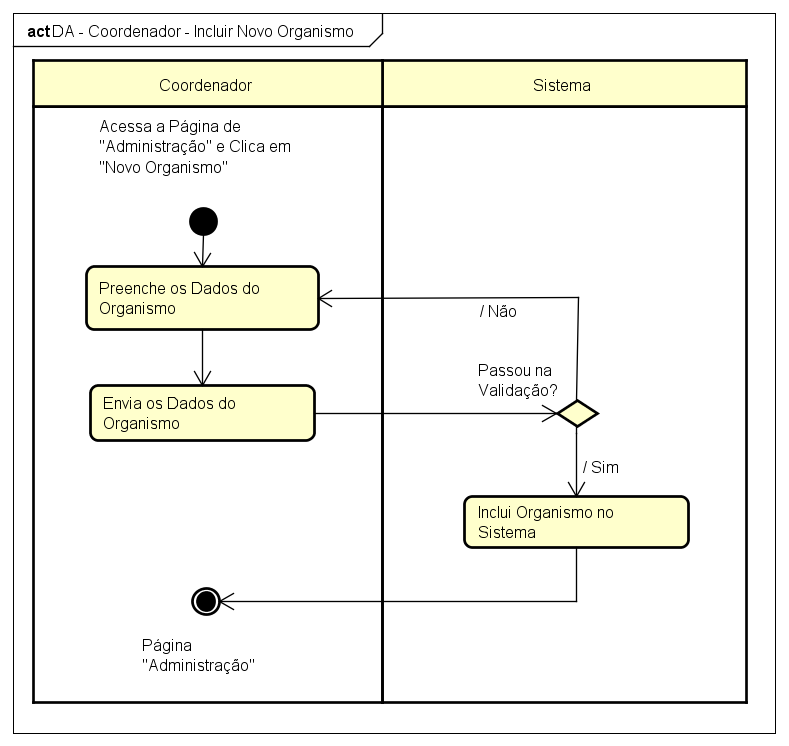 act DA - Coordenador - Incluir Novo Organismo
Coordenador
Sistema
Acessa a Página de
"Administração" e Clica em
"Novo Organismo"
Preenche os Dados do
Organismo
/ Não
Passou na
Validação?
Envia os Dados do
Organismo
/ Sim
Inclui Organismo no
Sistema
Página
"Administração"